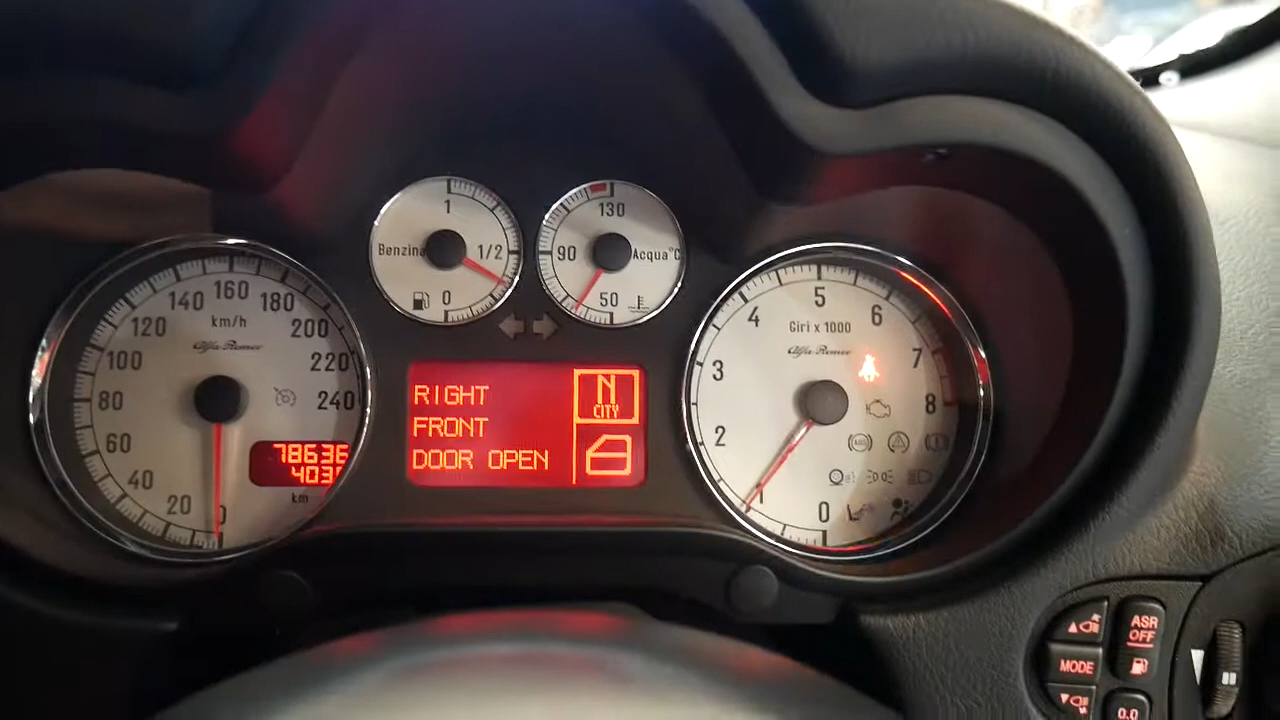 1
Benzina
1/2
0
130
90
Acqua°C
50
160
140
180
km/h
120
200
Alfa Romeo
100
220
80
240
60
78636
40
km
20
0
RIGHT
FRONT
DOOR OPEN
N
CITY
5
4
6
Giri x 1000
Alfa Romeo
7
3
8
2
1
0
ASR
OFF
MODE
0.0